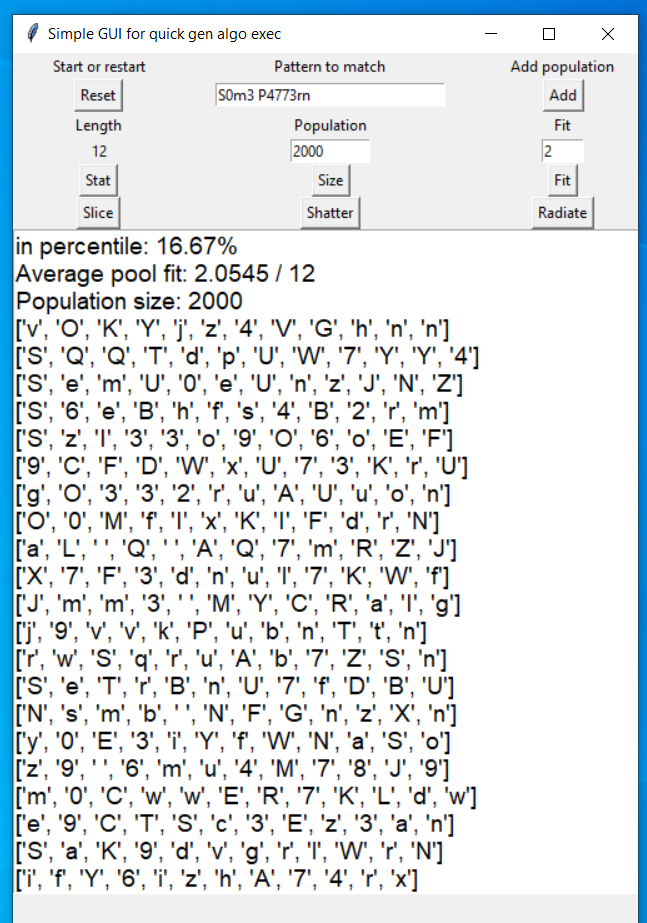 Simple GUI for quick gen algo exec
Start or restart Pattern to match Add population
Reset S0m3 P4773rn Add
Length Population Fit
12 2000 2
Stat Size Fit
Slice Shatter Radiate
in percentile: 16.67%
Average pool fit: 2.0545 / 12
Population size: 2000
['v', 'O', 'K', 'Y', 'j', 'z', '4', 'V', 'G', 'h', 'n', 'n']
['S', 'Q', 'Q', 'T', 'd', 'p', 'U', 'W', '7', 'Y', 'Y', '4']
['S', 'e', 'm', 'U', '0', 'e', 'U', 'n', 'z', 'J', 'N', 'Z']
['S', '6', 'e', 'B', 'h', 'f', 's', '4', 'B', '2', 'r', 'm']
['S', 'z', 'I', '3', '3', 'o', '9', 'O', '6', 'o', 'E', 'F']
['9', 'C', 'F', 'D', 'W', 'x', 'U', '7', '3', 'K', 'r', 'U']
['g', 'O', '3', '3', '2', 'r', 'u', 'A', 'U', 'u', 'o', 'n']
['O', '0', 'M', 'f', 'I', 'x', 'K', 'I', 'F', 'd', 'r', 'N']
['a', 'L', ' ', 'Q', ' ', 'A', 'Q', '7', 'm', 'R', 'Z', 'J']
['X', '7', 'F', '3', 'd', 'n', 'u', 'I', '7', 'K', 'W', 'f']
['J', 'm', 'm', '3', ' ', 'M', 'Y', 'C', 'R', 'a', 'I', 'g']
['j', '9', 'v', 'v', 'k', 'P', 'u', 'b', 'n', 'T', 't', 'n']
['r', 'w', 'S', 'q', 'r', 'u', 'A', 'b', '7', 'Z', 'S', 'n']
['S', 'e', 'T', 'r', 'B', 'n', 'U', '7', 'f', 'D', 'B', 'U']
['N', 's', 'm', 'b', ' ', 'N', 'F', 'G', 'n', 'z', 'X', 'n']
['y', '0', 'E', '3', 'i', 'Y', 'f', 'W', 'N', 'a', 'S', 'o']
['z', '9', ' ', '6', 'm', 'u', '4', 'M', '7', '8', 'J', '9']
['m', '0', 'C', 'w', 'w', 'E', 'R', '7', 'K', 'L', 'd', 'w']
['e', '9', 'C', 'T', 'S', 'c', '3', 'E', 'z', '3', 'a', 'n']
['S', 'a', 'K', '9', 'd', 'v', 'g', 'r', 'l', 'W', 'r', 'N']
['i', 'f', 'Y', '6', 'i', 'z', 'h', 'A', '7', '4', 'r', 'x']